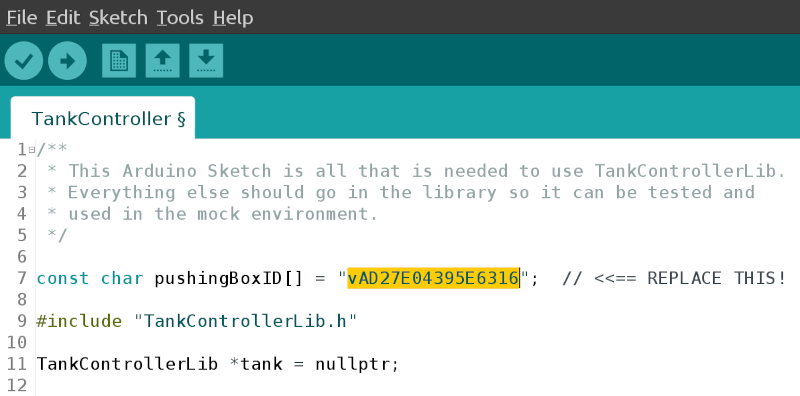 File Edit Sketch Tools Help
TankController §
1 /**
2  * This Arduino Sketch is all that is needed to use TankControllerLib.
3  * Everything else should go in the library so it can be tested and
4  * used in the mock environment.
5  */
6
7 const char pushingBoxID[] = "vAD27E04395E6316";  // <<== REPLACE THIS!
8
9 #include "TankControllerLib.h"
10
11 TankControllerLib *tank = nullptr;
12